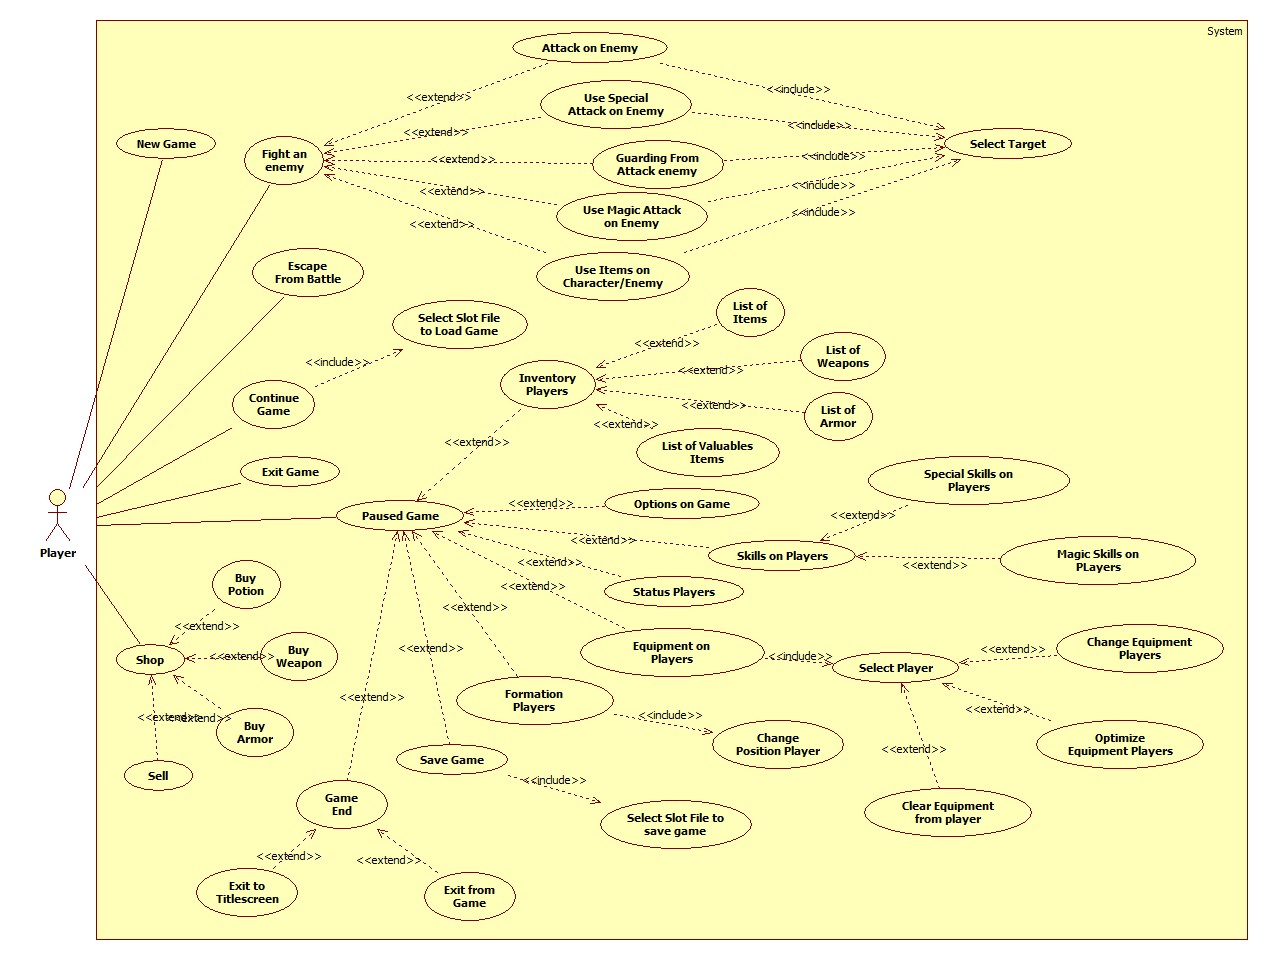 System
Attack on Enemy
<<extend>>
<<include>>
Use Special
Attack on Enemy
<<extend>>
<<include>>
New Game
Fight an
enemy
Select Target
Guarding From
Attack enemy
<<extend>>
<<include>>
Use Magic Attack
on Enemy
<<extend>>
<<include>>
<<extend>>
<<include>>
Use Items on
Character/Enemy
Escape
From Battle
Select Slot File
to Load Game
<<include>>
Continue
Game
List of
Items
<<extend>>
List of
Weapons
<<extend>>
Inventory
Players
List of
Armor
<<extend>>
<<extend>>
List of Valuables
Items
<<extend>>
Exit Game
Special Skills on
Players
<<extend>>
Paused Game
<<extend>>
Options on Game
<<extend>>
Skills on Players
Magic Skills on
PLayers
<<extend>>
Player
<<extend>>
Status Players
<<extend>>
Buy
Potion
<<extend>>
<<extend>>
Shop
<<extend>>
Buy
Weapon
<<extend>>
Equipment on
Players
<<include>>
Select Player
<<extend>>
Change Equipment
Players
<<extend>>
Formation
Players
<<include>>
Change
Position Player
<<extend>>
Optimize
Equipment Players
<<extend>>
<<extend>>
Buy
Armor
<<extend>>
Sell
Save Game
<<include>>
Select Slot File to
save game
<<extend>>
Clear Equipment
from player
Game
End
<<extend>>
<<extend>>
Exit to
Titlescreen
Exit from
Game